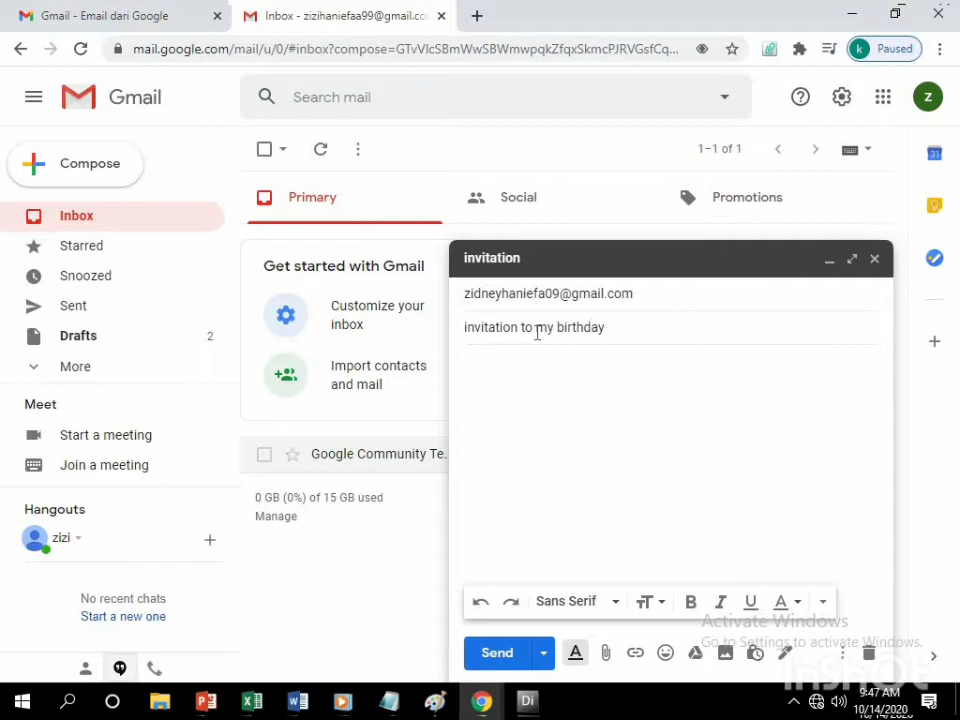 Gmail - Email dari Google
Inbox - zizihaniefaa99@gmail.co
mail.google.com/mail/u/0/#inbox?compose=GTvVlcSBmWwSBWmwpqkZfqxSkmcPJRVGsfCq...
k
Paused
Gmail
Search mail
Z
Compose
1–1 of 1
Primary
Social
Promotions
Inbox
Starred
Snoozed
Sent
Drafts
2
More
Meet
Start a meeting
Join a meeting
Hangouts
zizi
No recent chats
Start a new one
Get started with Gmail
Customize your
inbox
Import contacts
and mail
Google Community Te.
0 GB (0%) of 15 GB used
Manage
invitation
zidneyhaniefa09@gmail.com
invitation to my birthday
Sans Serif
B
I
U
A
Send
A
31
Activate Windows
Go to Settings to activate Windows.
InShot
Di
9:47 AM
10/14/2020